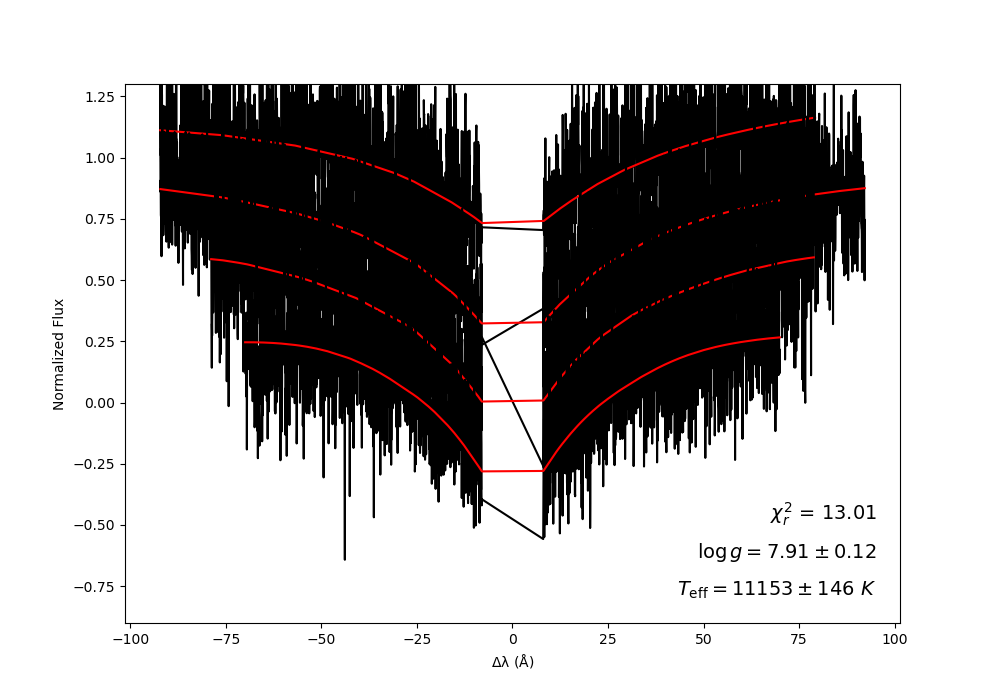 1.25
1.00
0.75
0.50
0.25
0.00
−0.25
−0.50
−0.75
Normalized Flux
χ²ᵣ = 13.01
log g = 7.91 ± 0.12
T_eff = 11153 ± 146 K
−100 −75 −50 −25 0 25 50 75 100
Δλ (Å)